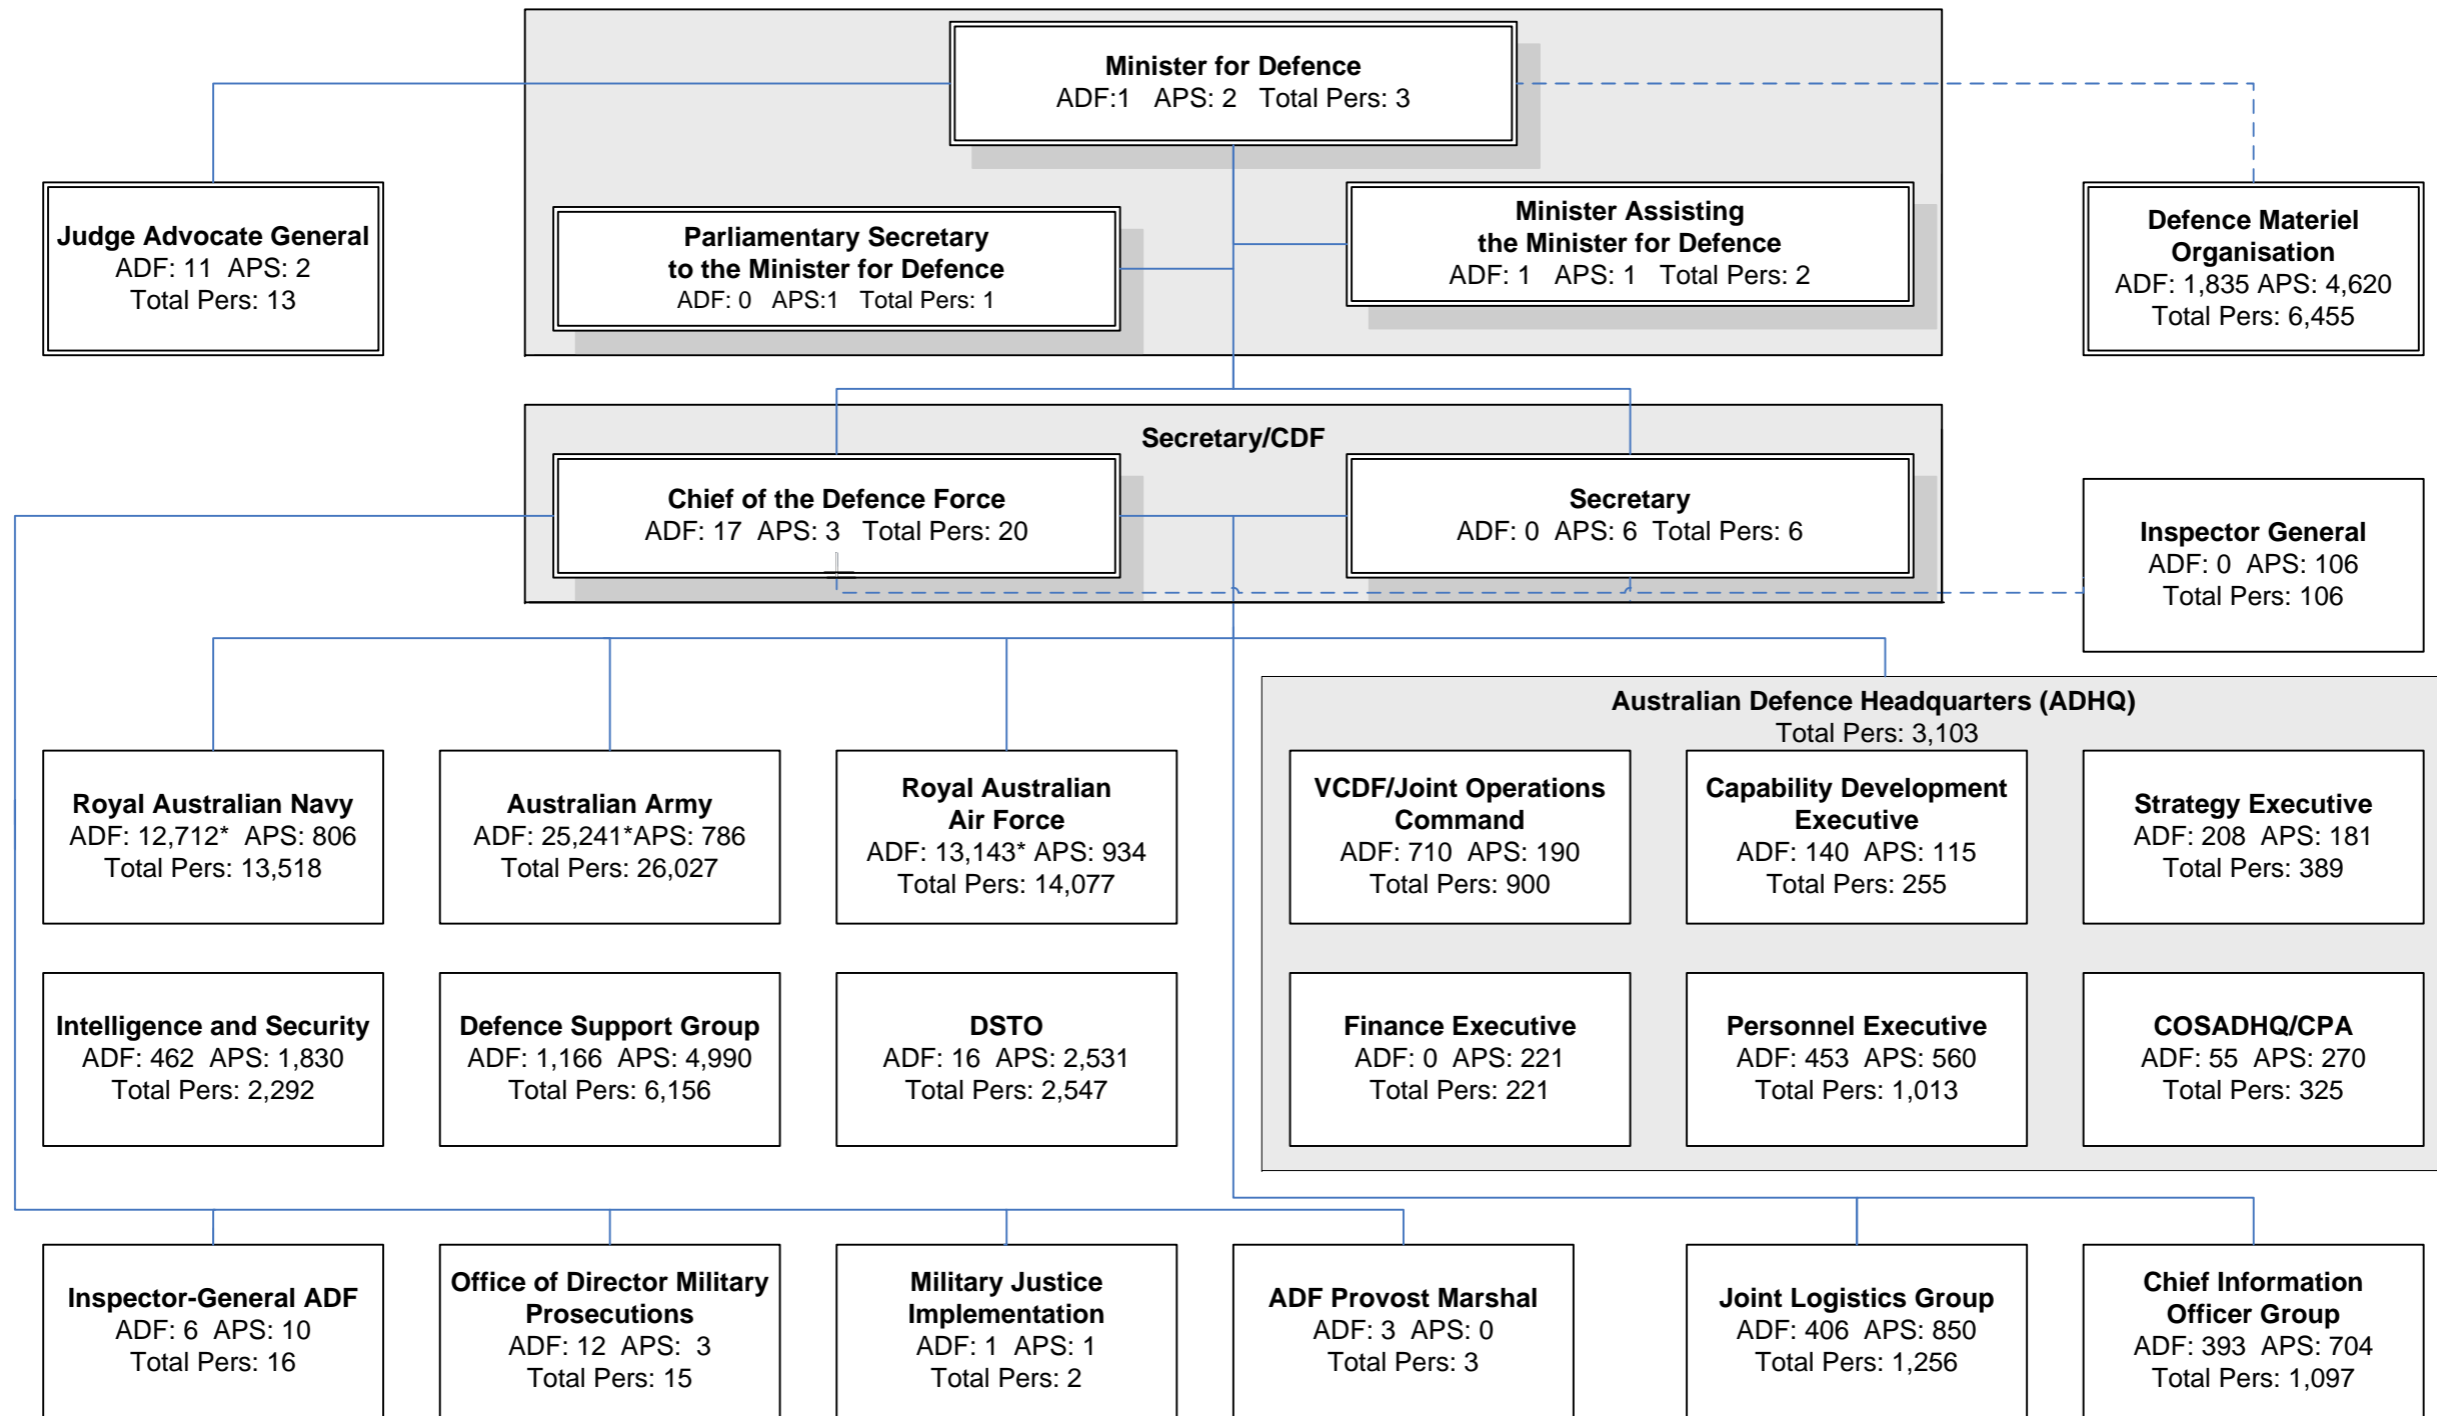 Minister for Defence
ADF:1 APS: 2 Total Pers: 3
Judge Advocate General
ADF: 11 APS: 2
Total Pers: 13
Parliamentary Secretary
to the Minister for Defence
ADF: 0 APS:1 Total Pers: 1
Minister Assisting
the Minister for Defence
ADF: 1 APS: 1 Total Pers: 2
Defence Materiel
Organisation
ADF: 1,835 APS: 4,620
Total Pers: 6,455
Secretary/CDF
Chief of the Defence Force
ADF: 17 APS: 3 Total Pers: 20
Secretary
ADF: 0 APS: 6 Total Pers: 6
Inspector General
ADF: 0 APS: 106
Total Pers: 106
Australian Defence Headquarters (ADHQ)
Total Pers: 3,103
Royal Australian Navy
ADF: 12,712* APS: 806
Total Pers: 13,518
Australian Army
ADF: 25,241*APS: 786
Total Pers: 26,027
Royal Australian
Air Force
ADF: 13,143* APS: 934
Total Pers: 14,077
VCDF/Joint Operations
Command
ADF: 710 APS: 190
Total Pers: 900
Capability Development
Executive
ADF: 140 APS: 115
Total Pers: 255
Strategy Executive
ADF: 208 APS: 181
Total Pers: 389
Intelligence and Security
ADF: 462 APS: 1,830
Total Pers: 2,292
Defence Support Group
ADF: 1,166 APS: 4,990
Total Pers: 6,156
DSTO
ADF: 16 APS: 2,531
Total Pers: 2,547
Finance Executive
ADF: 0 APS: 221
Total Pers: 221
Personnel Executive
ADF: 453 APS: 560
Total Pers: 1,013
COSADHQ/CPA
ADF: 55 APS: 270
Total Pers: 325
Inspector-General ADF
ADF: 6 APS: 10
Total Pers: 16
Office of Director Military
Prosecutions
ADF: 12 APS: 3
Total Pers: 15
Military Justice
Implementation
ADF: 1 APS: 1
Total Pers: 2
ADF Provost Marshal
ADF: 3 APS: 0
Total Pers: 3
Joint Logistics Group
ADF: 406 APS: 850
Total Pers: 1,256
Chief Information
Officer Group
ADF: 393 APS: 704
Total Pers: 1,097